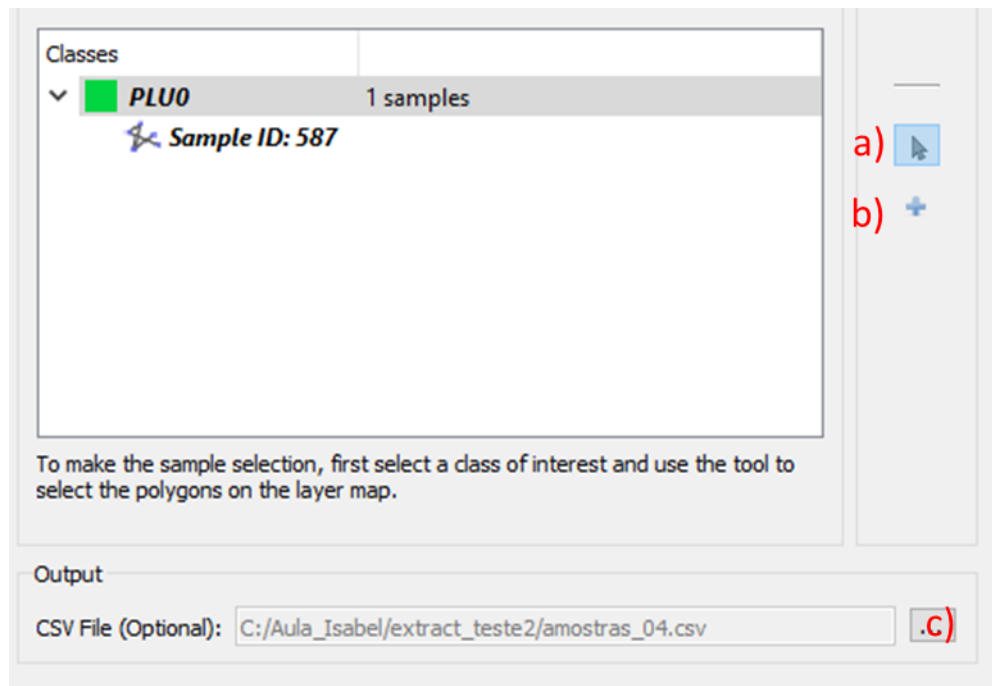 Classes
PLU0 1 samples
Sample ID: 587
a)
b)
To make the sample selection, first select a class of interest and use the tool to
select the polygons on the layer map.
Output
CSV File (Optional): C:/Aula_Isabel/extract_teste2/amostras_04.csv .c)